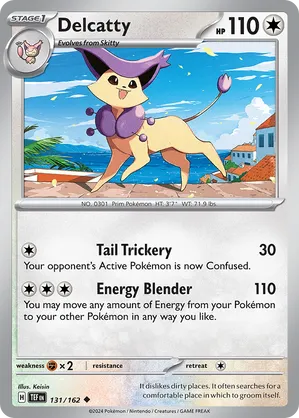 STAGE1
Delcatty
HP 110
Evolves from Skitty
NO. 0301 Prim Pokémon HT: 3'7" WT: 71.9 lbs
Tail Trickery 30
Your opponent's Active Pokémon is now Confused.
Energy Blender 110
You may move any amount of Energy from your Pokémon
to your other Pokémon in any way you like.
weakness × 2 resistance retreat
Illus. Keisin
H TEF EN 131/162
It dislikes dirty places. It often searches for a
comfortable place in which to groom itself.
©2024 Pokémon / Nintendo / Creatures / GAME FREAK